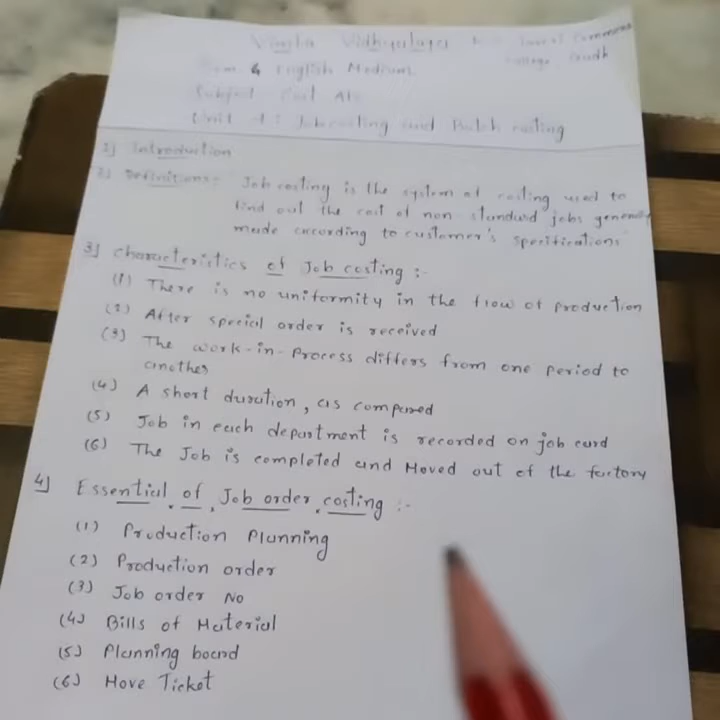 Vidhyalaya
Sem 4 English Medium
Subject Cost A/c
Unit 4: Job costing and Batch costing
1] Introduction
2] Definitions:- Job costing is the system of costing used to
find out the cost of non-standard jobs generally
made according to customer's specifications
3] Characteristics of Job costing :-
(1) There is no uniformity in the flow of production
(2) After special order is received
(3) The work-in-process differs from one period to
another
(4) A short duration, as compared
(5) Job in each department is recorded on job card
(6) The Job is completed and Moved out of the factory
4] Essential of Job order costing :-
(1) Production Planning
(2) Production order
(3) Job order No
(4) Bills of Material
(5) Planning board
(6) Move Ticket